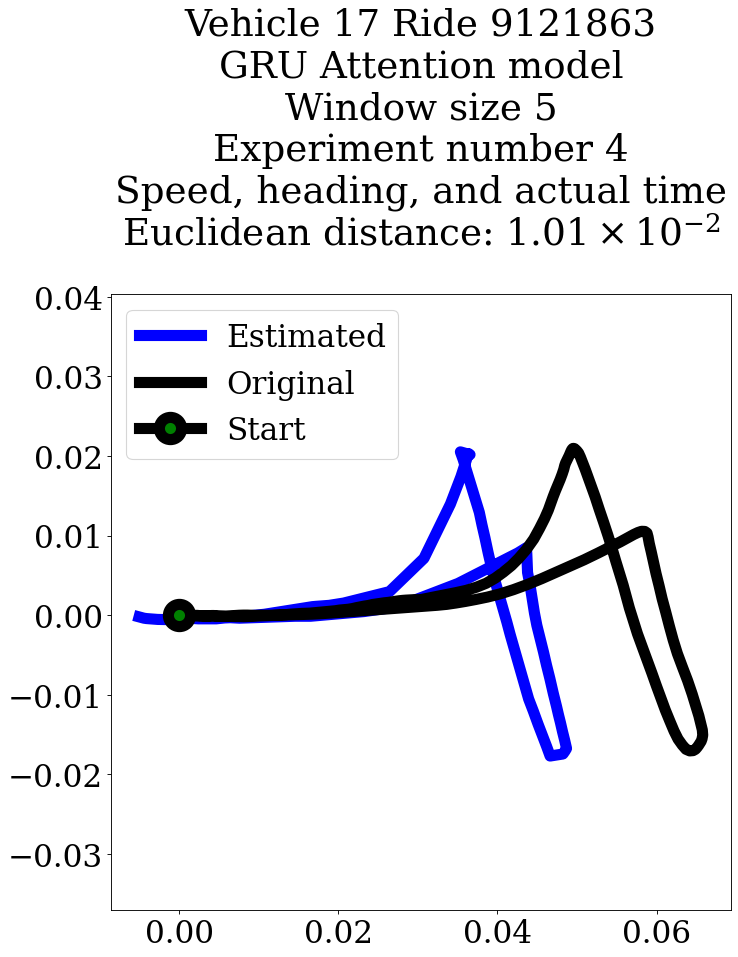 Vehicle 17 Ride 9121863
GRU Attention model
Window size 5
Experiment number 4
Speed, heading, and actual time
Euclidean distance: 1.01 × 10⁻²
0.04
0.03
0.02
0.01
0.00
−0.01
−0.02
−0.03
Estimated
Original
Start
0.00 0.02 0.04 0.06